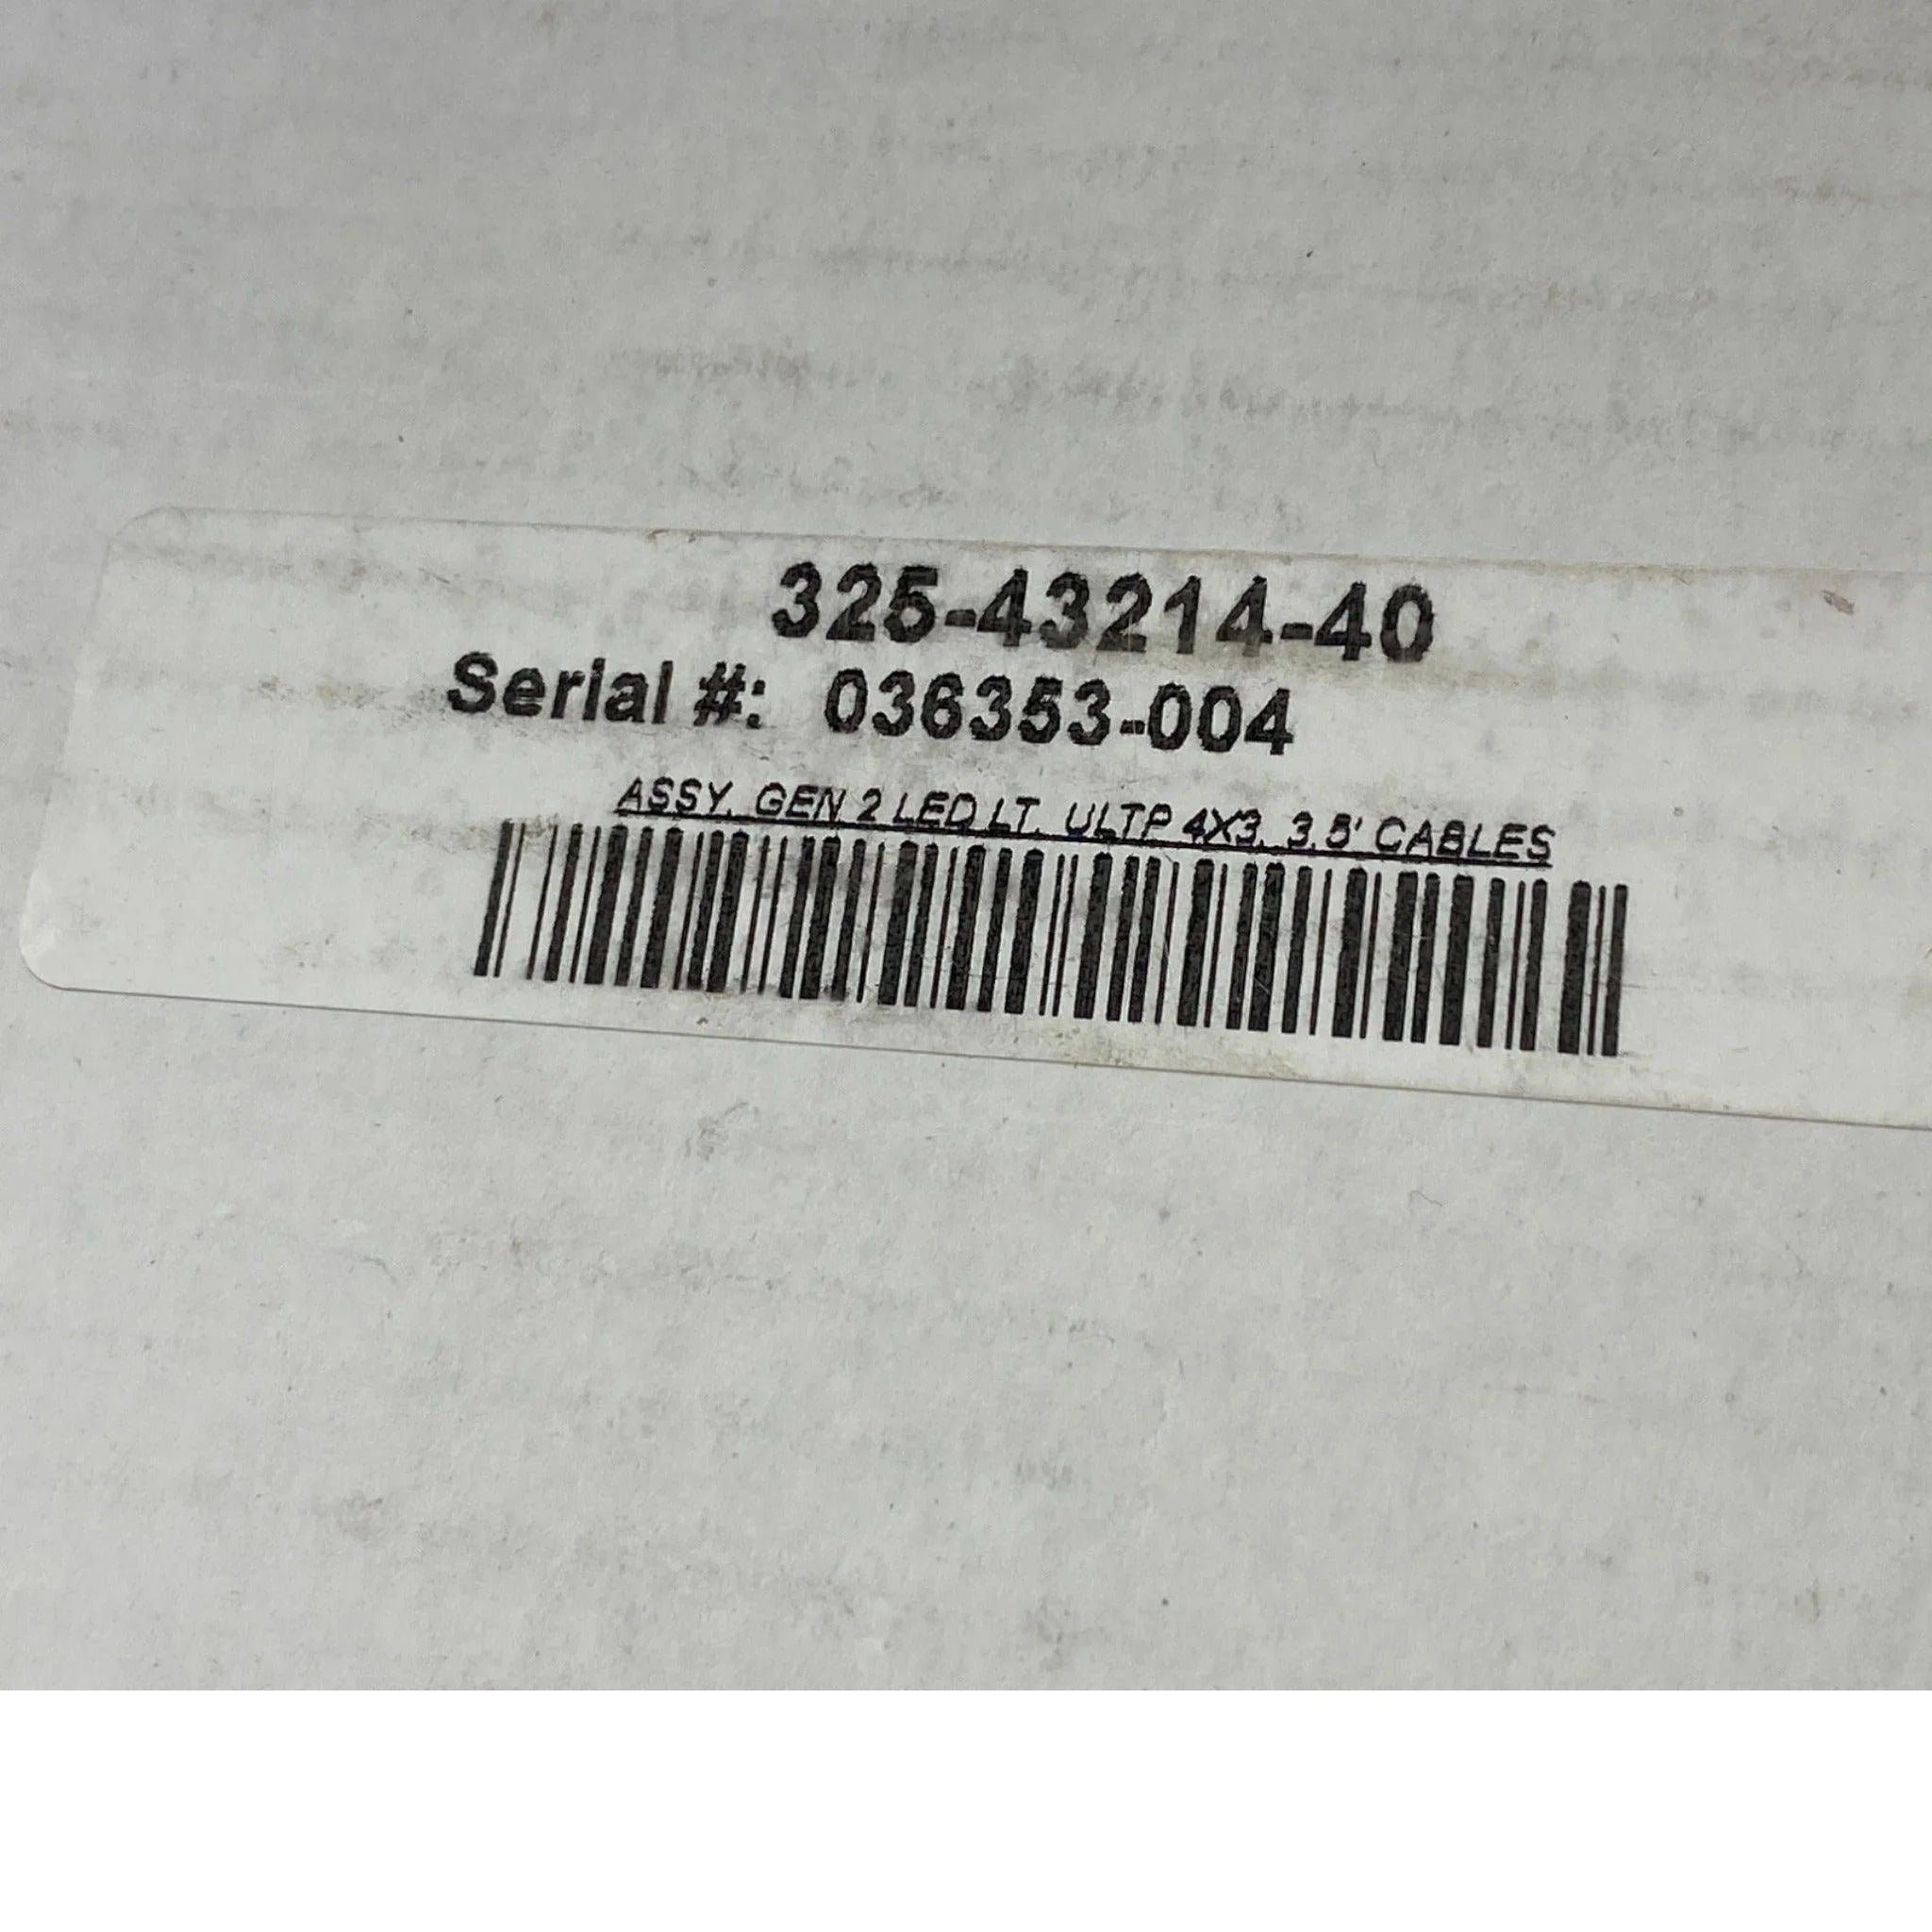 325-43214-40
Serial #: 036353-004
ASSY, GEN 2 LED LT, ULTP 4X3, 3.5' CABLES